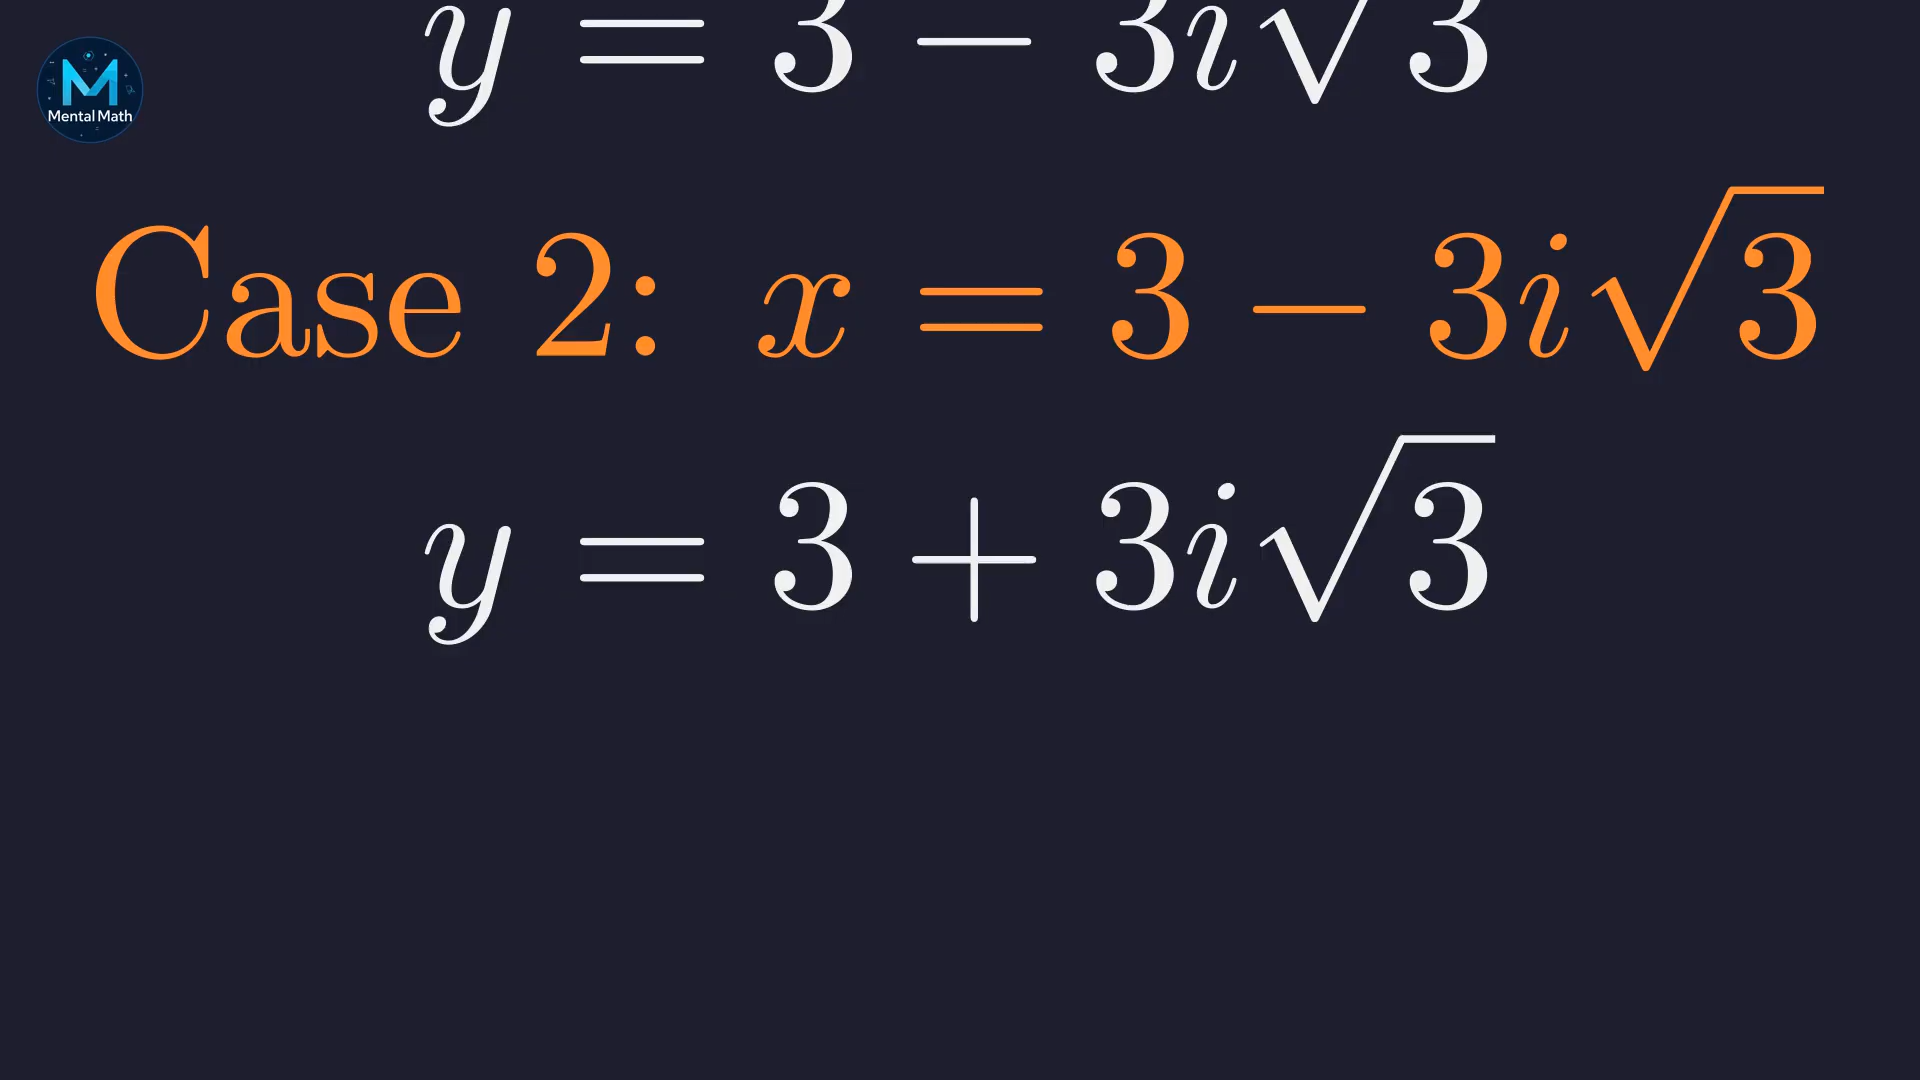 y = 3 − 3i√3
M
Mental Math
Case 2: x = 3 − 3i√3
y = 3 + 3i√3